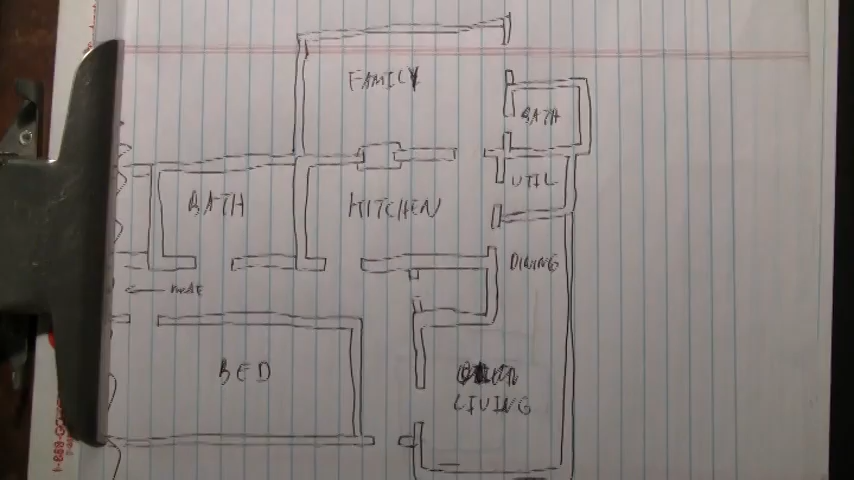 FAMILY
BATH
UTIL
BATH
KITCHEN
DINING
BED
LIVING